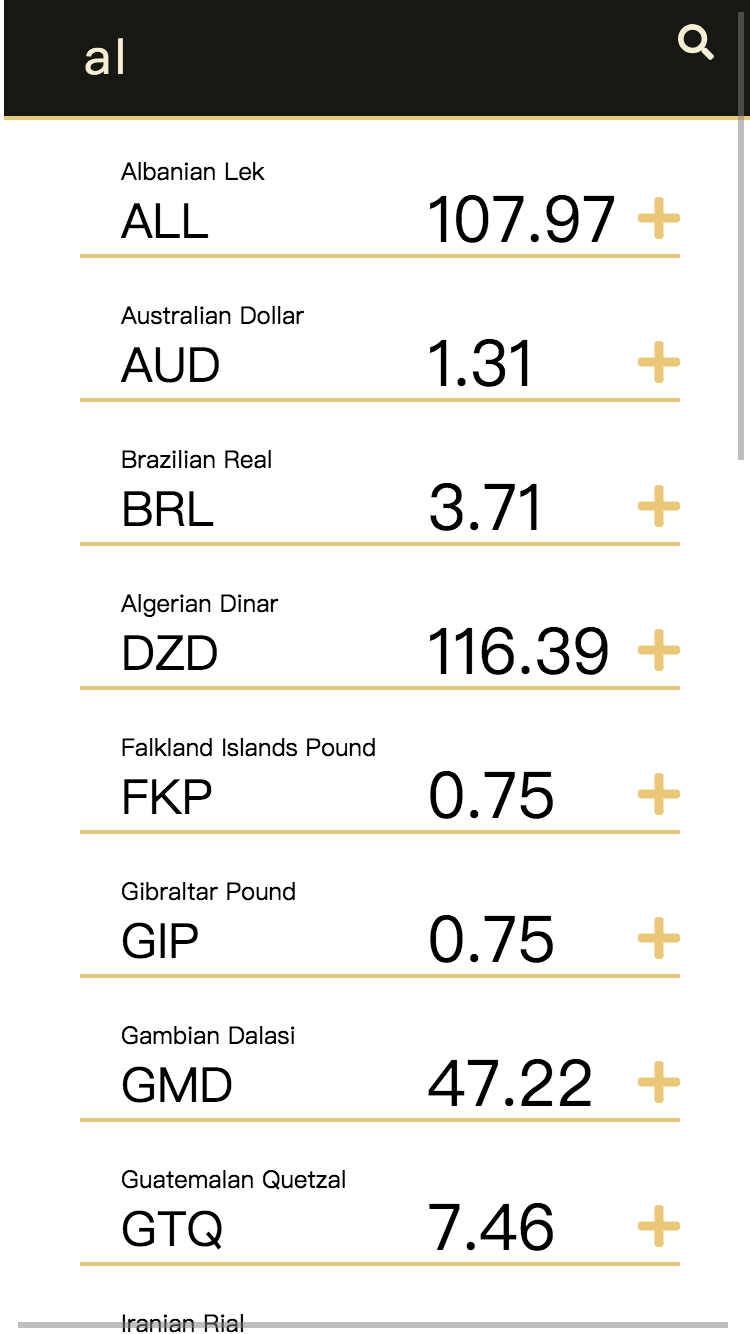 al
Albanian Lek
ALL 107.97
Australian Dollar
AUD 1.31
Brazilian Real
BRL 3.71
Algerian Dinar
DZD 116.39
Falkland Islands Pound
FKP 0.75
Gibraltar Pound
GIP 0.75
Gambian Dalasi
GMD 47.22
Guatemalan Quetzal
GTQ 7.46
Iranian Rial